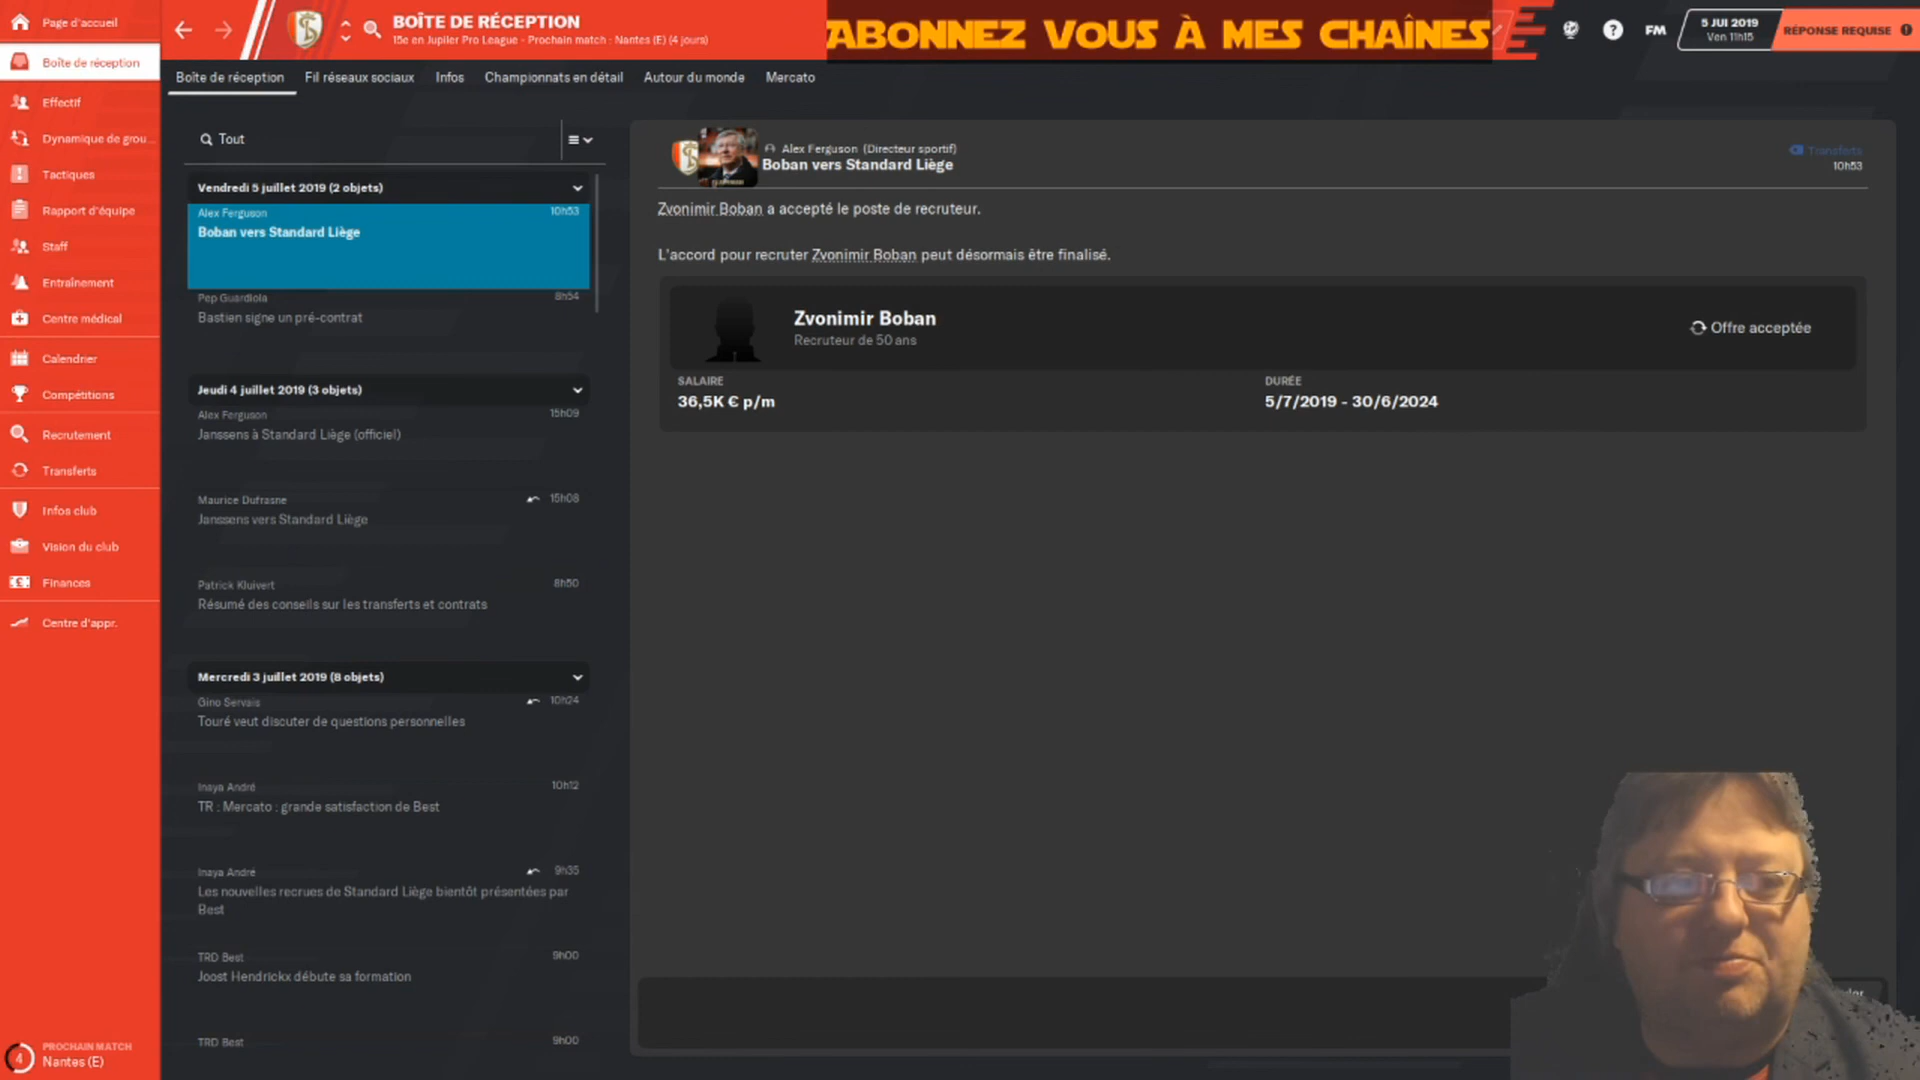 Page d'accueil
Boîte de réception
Effectif
Dynamique de grou...
Tactiques
Rapport d'équipe
Staff
Entraînement
Centre médical
Calendrier
Compétitions
Recrutement
Transferts
Infos club
Vision du club
Finances
Centre d'appr.
4
PROCHAIN MATCH
Nantes (E)
BOÎTE DE RÉCEPTION
15e en Jupiler Pro League - Prochain match : Nantes (E) (4 jours)
ABONNEZ VOUS À MES CHAÎNES
FM
5 JUI 2019
Ven 11h15
RÉPONSE REQUISE
Boîte de réception
Fil réseaux sociaux
Infos
Championnats en détail
Autour du monde
Mercato
Tout
Vendredi 5 juillet 2019 (2 objets)
Alex Ferguson 10h53
Boban vers Standard Liège
Pep Guardiola 8h54
Bastien signe un pré-contrat
Jeudi 4 juillet 2019 (3 objets)
Alex Ferguson 15h09
Janssens à Standard Liège (officiel)
Maurice Dufrasne 15h08
Janssens vers Standard Liège
Patrick Kluivert 8h50
Résumé des conseils sur les transferts et contrats
Mercredi 3 juillet 2019 (8 objets)
Gino Servais 10h24
Touré veut discuter de questions personnelles
Inaya André 10h12
TR : Mercato : grande satisfaction de Best
Inaya André 9h35
Les nouvelles recrues de Standard Liège bientôt présentées par
Best
TRD Best 9h00
Joost Hendrickx débute sa formation
TRD Best 9h00
Alex Ferguson (Directeur sportif)
Boban vers Standard Liège
Transferts
10h53
Zvonimir Boban a accepté le poste de recruteur.
L'accord pour recruter Zvonimir Boban peut désormais être finalisé.
Zvonimir Boban
Recruteur de 50 ans
Offre acceptée
SALAIRE
36,5K € p/m
DURÉE
5/7/2019 - 30/6/2024